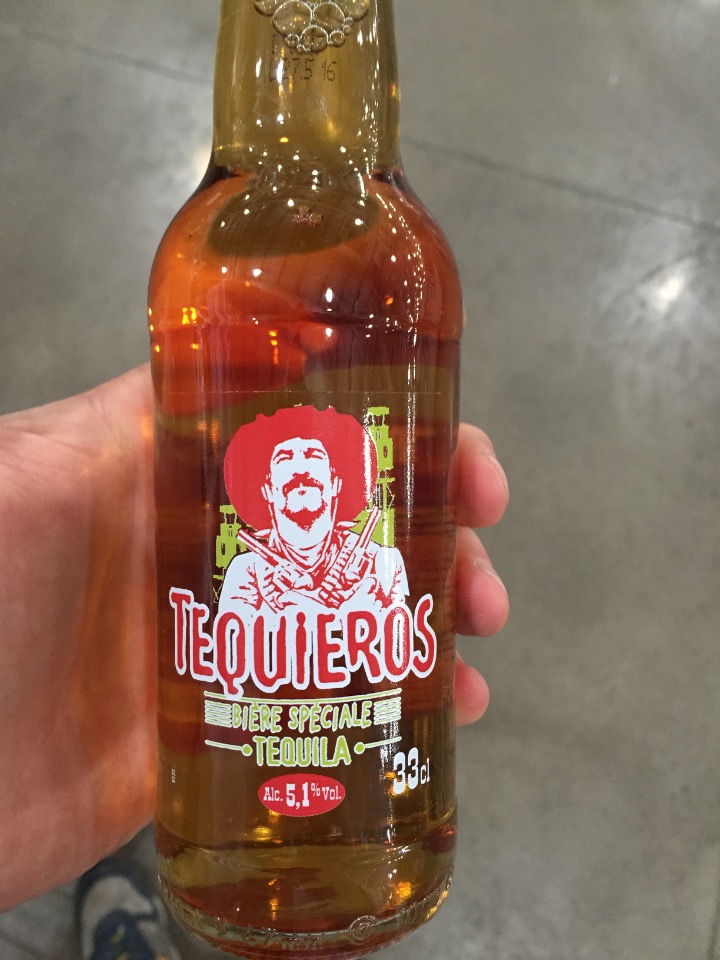 TEQUIEROS
BIÈRE SPÉCIALE
TEQUILA
33cl
Alc. 5,1% Vol.